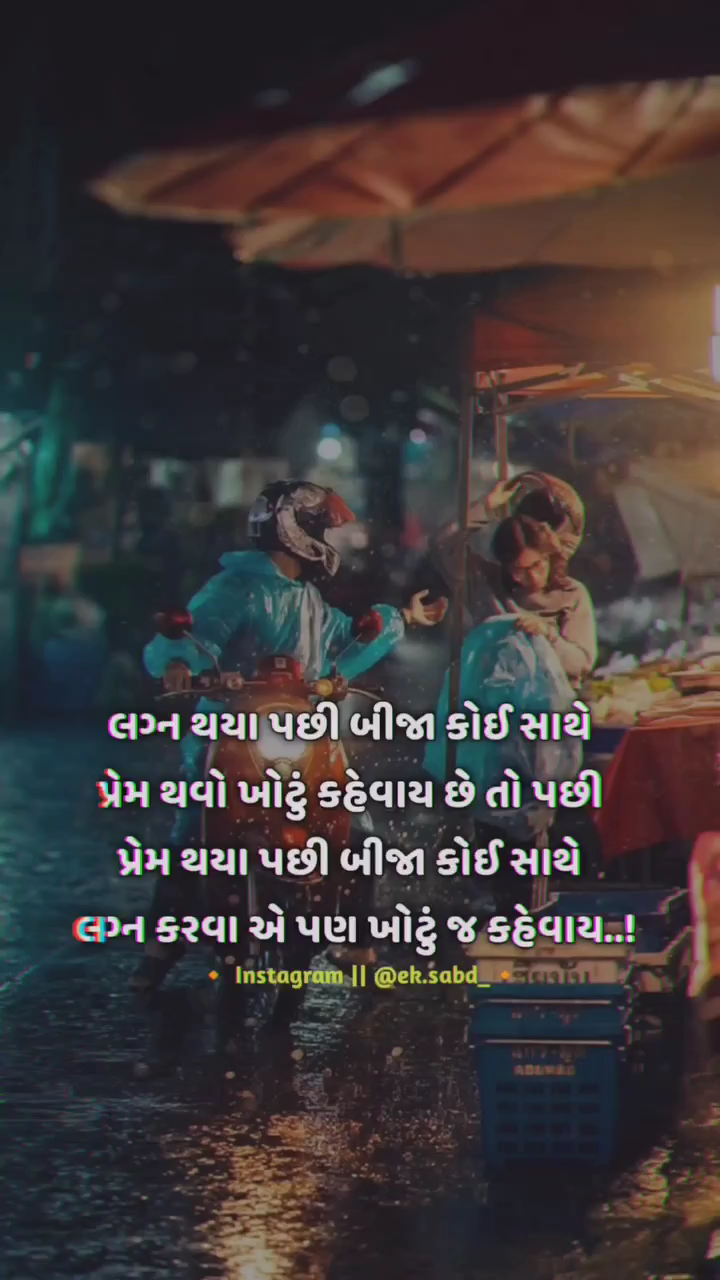 લગ્ન થયા પછી બીજા કોઈ સાથે
પ્રેમ થવો ખોટું કહેવાય છે તો પછી
પ્રેમ થયા પછી બીજા કોઈ સાથે
લગ્ન કરવા એ પણ ખોટું જ કહેવાય..!
🔸 Instagram || @ek.sabd_ 🔸